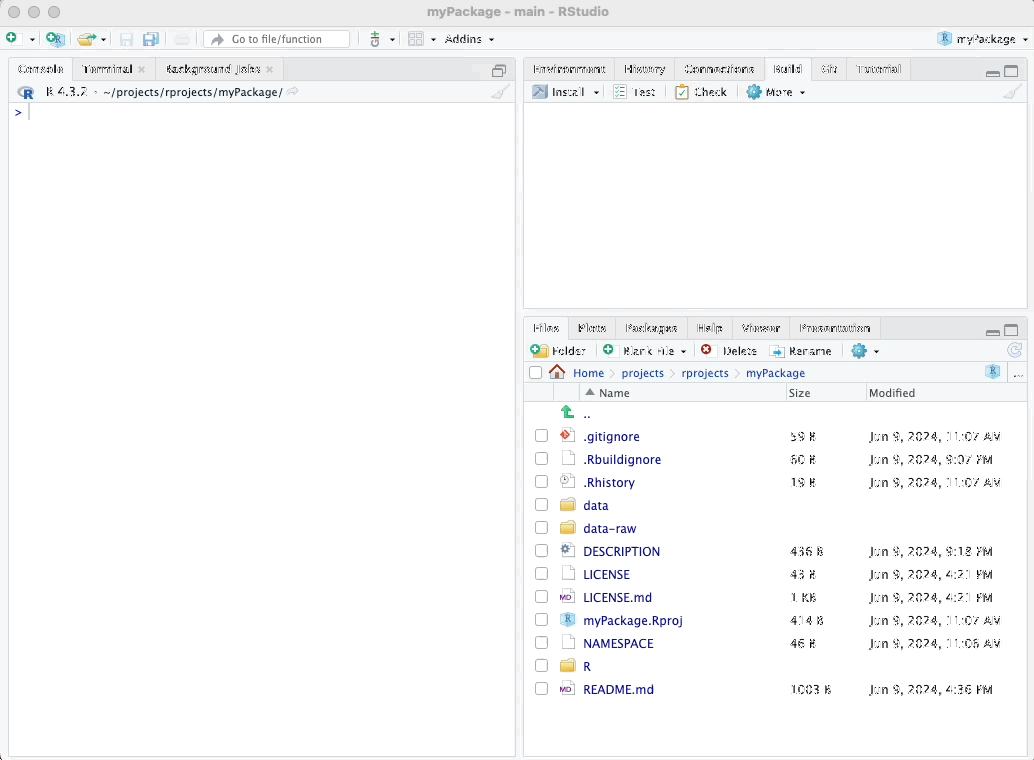 myPackage - main - RStudio
Go to file/function
Addins
myPackage
Console Terminal Background Jobs
R 4.3.2 · ~/projects/rprojects/myPackage/
>
Environment History Connections Build Git Tutorial
Install Test Check More
Files Plots Packages Help Viewer Presentation
Folder Blank File Delete Rename
Home projects rprojects myPackage
Name Size Modified
..
.gitignore 59 B Jun 9, 2024, 11:07 AM
.Rbuildignore 60 B Jun 9, 2024, 9:07 PM
.Rhistory 19 B Jun 9, 2024, 11:07 AM
data
data-raw
DESCRIPTION 436 B Jun 9, 2024, 9:18 PM
LICENSE 43 B Jun 9, 2024, 4:21 PM
LICENSE.md 1 KB Jun 9, 2024, 4:21 PM
myPackage.Rproj 414 B Jun 9, 2024, 11:07 AM
NAMESPACE 46 B Jun 9, 2024, 11:06 AM
R
README.md 1003 B Jun 9, 2024, 4:36 PM